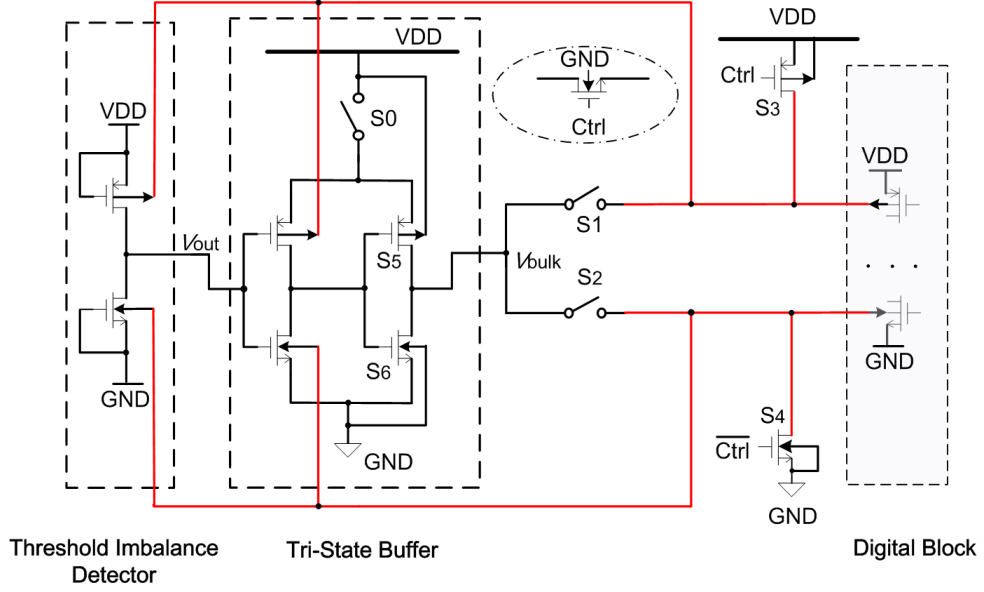 VDD
VDD
GND
Ctrl
S0
VDD
Ctrl
S3
VDD
VDD
Vout
S5
S1
Vbulk
S2
. . .
S6
GND
GND
GND
S4
Ctrl
GND
Threshold Imbalance
Detector
Tri-State Buffer
Digital Block